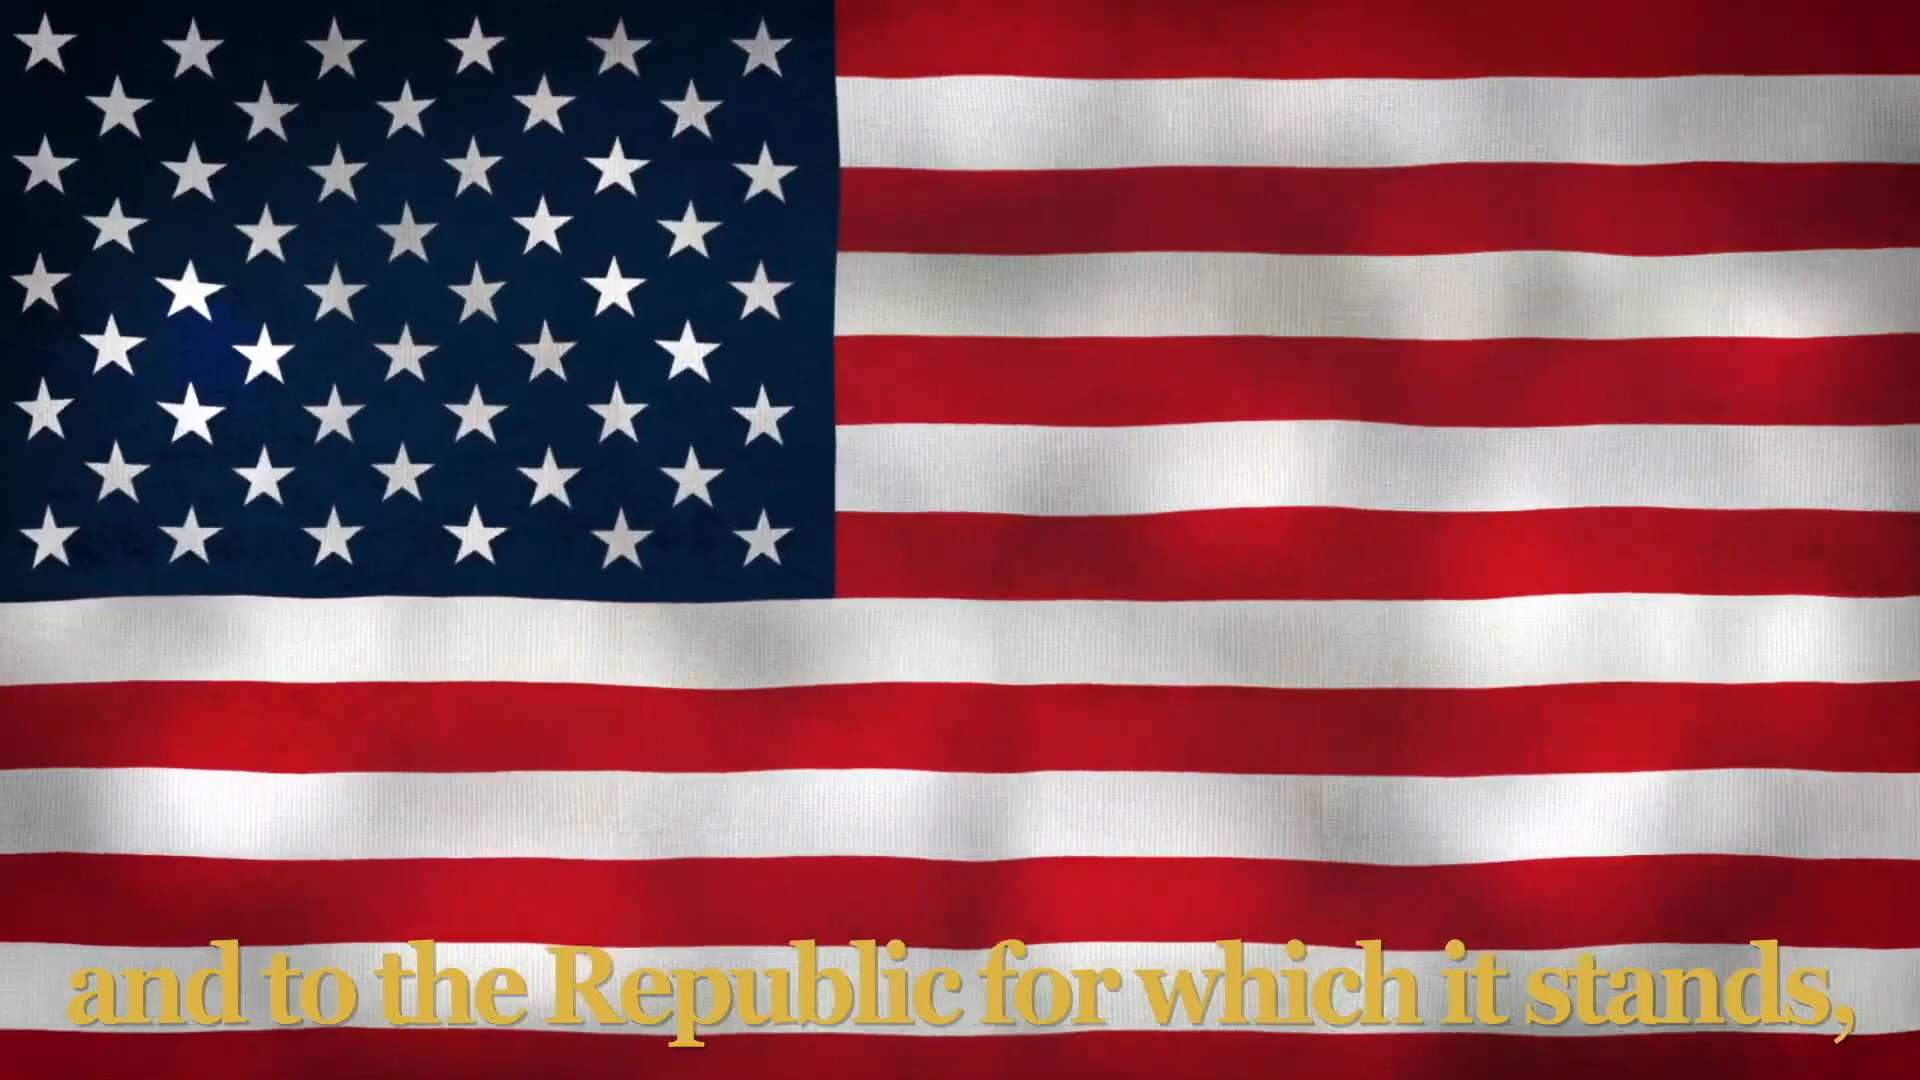 and to the Republic for which it stands,